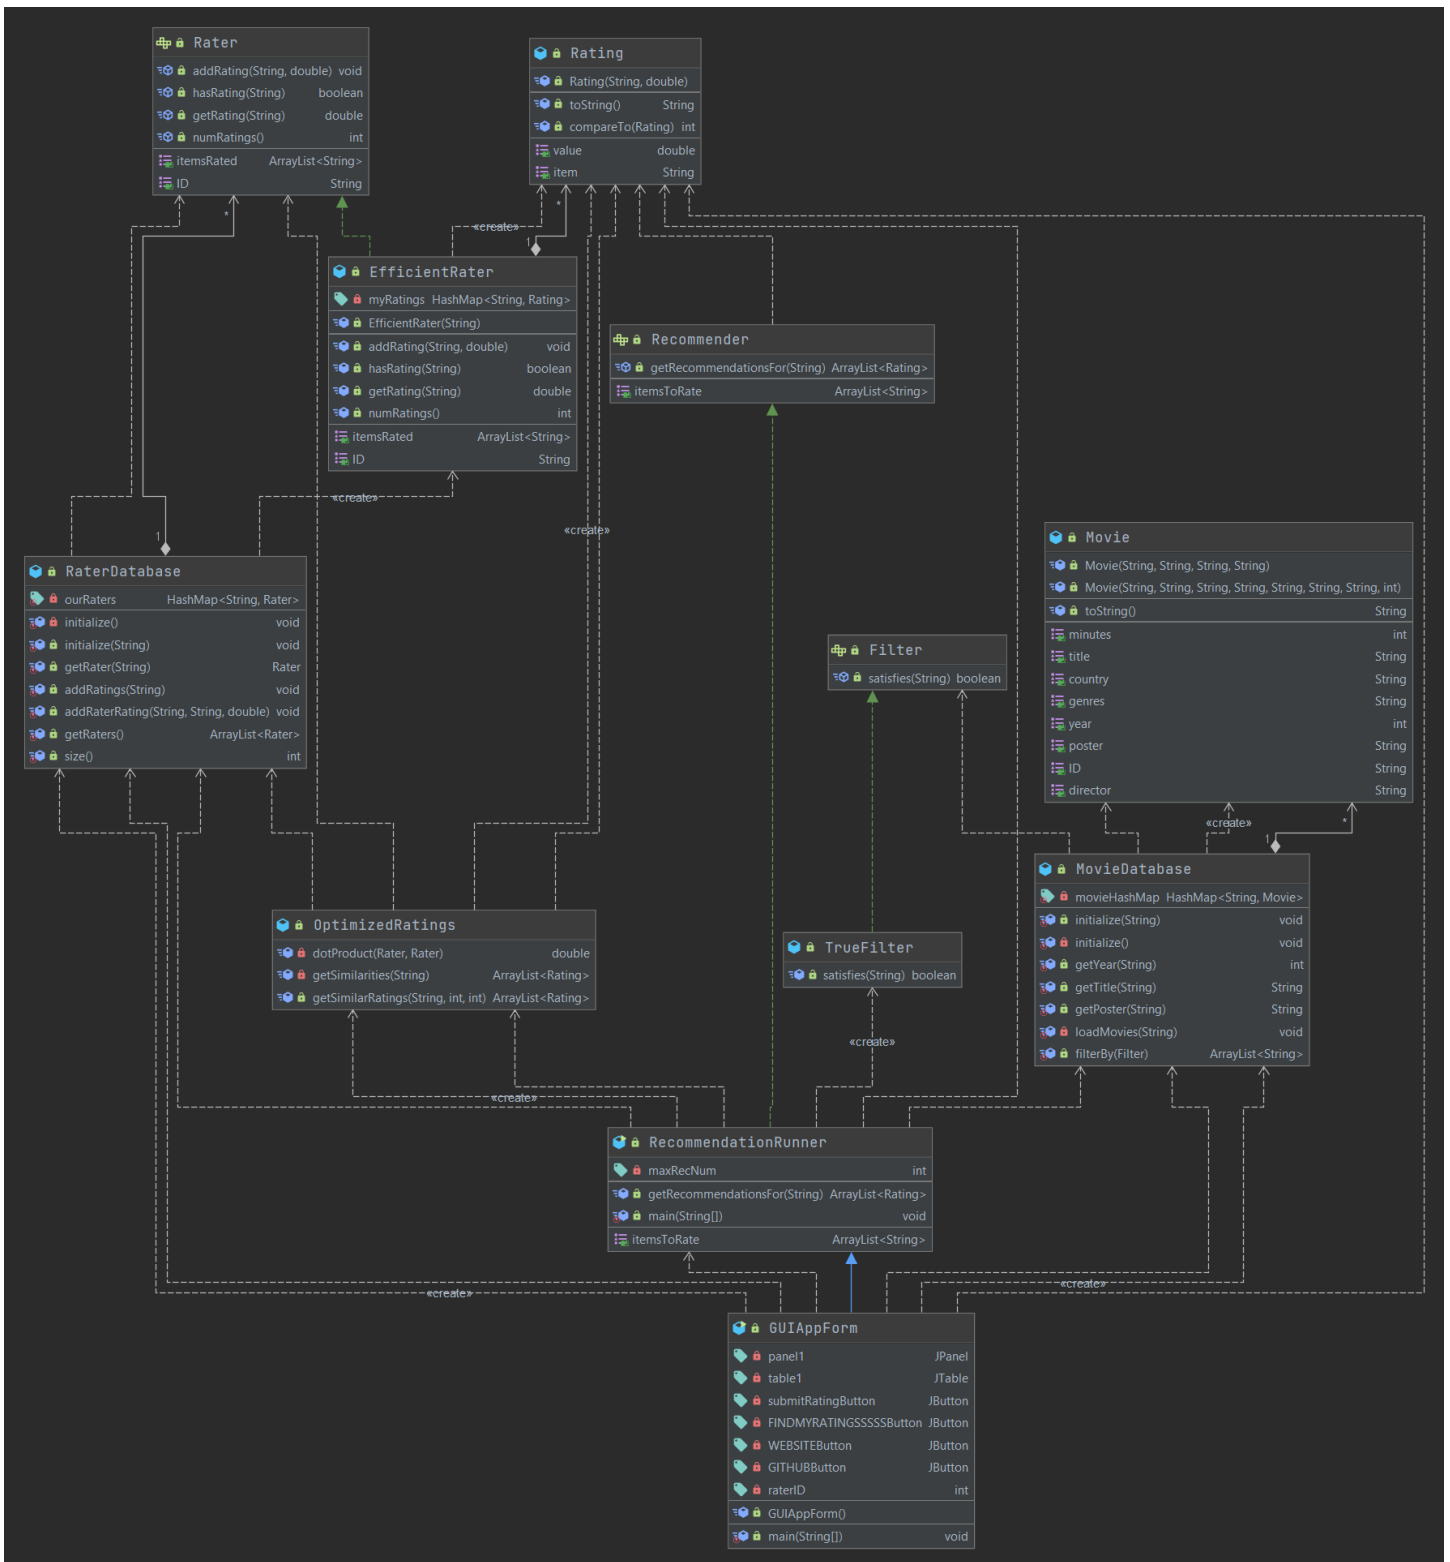 Rater
addRating(String, double) void
hasRating(String) boolean
getRating(String) double
numRatings() int
itemsRated ArrayList<String>
ID String
*
Rating
Rating(String, double)
toString() String
compareTo(Rating) int
value double
item String
*
«create»
1
EfficientRater
myRatings HashMap<String, Rating>
EfficientRater(String)
addRating(String, double) void
hasRating(String) boolean
getRating(String) double
numRatings() int
itemsRated ArrayList<String>
ID String
«create»
Recommender
getRecommendationsFor(String) ArrayList<Rating>
itemsToRate ArrayList<String>
«create»
1
RaterDatabase
ourRaters HashMap<String, Rater>
initialize() void
initialize(String) void
getRater(String) Rater
addRatings(String) void
addRaterRating(String, String, double) void
getRaters() ArrayList<Rater>
size() int
Movie
Movie(String, String, String, String)
Movie(String, String, String, String, String, String, String, int)
toString() String
minutes int
title String
country String
genres String
year int
poster String
ID String
director String
Filter
satisfies(String) boolean
«create»
*
1
MovieDatabase
movieHashMap HashMap<String, Movie>
initialize(String) void
initialize() void
getYear(String) int
getTitle(String) String
getPoster(String) String
loadMovies(String) void
filterBy(Filter) ArrayList<String>
OptimizedRatings
dotProduct(Rater, Rater) double
getSimilarities(String) ArrayList<Rating>
getSimilarRatings(String, int, int) ArrayList<Rating>
TrueFilter
satisfies(String) boolean
«create»
«create»
RecommendationRunner
maxRecNum int
getRecommendationsFor(String) ArrayList<Rating>
main(String[]) void
itemsToRate ArrayList<String>
«create»
«create»
GUIAppForm
panel1 JPanel
table1 JTable
submitRatingButton JButton
FINDMYRATINGSSSSSButton JButton
WEBSITEButton JButton
GITHUBButton JButton
raterID int
GUIAppForm()
main(String[]) void